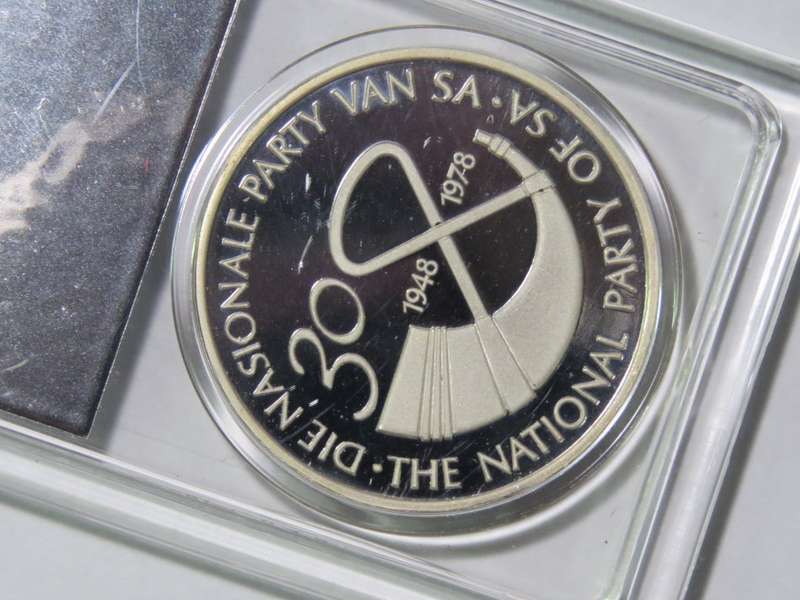 DIE NASIONALE PARTY VAN SA · THE NATIONAL PARTY OF SA ·
30
1948
1978